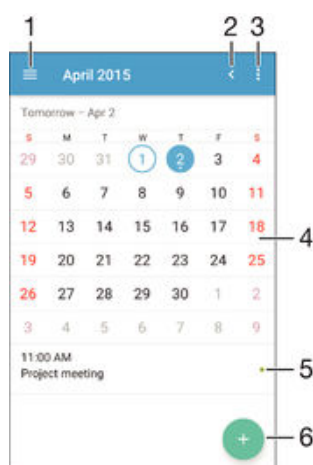 1 2 3
April 2015
Tomorrow – Apr 2
S M T W T F S
29 30 31 1 2 3 4
5 6 7 8 9 10 11
12 13 14 15 16 17 18
4
19 20 21 22 23 24 25
26 27 28 29 30 1 2
3 4 5 6 7 8 9
11:00 AM
Project meeting
5
+
6